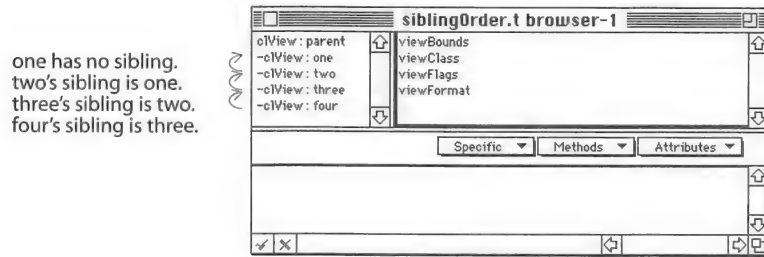 one has no sibling.
two's sibling is one.
three's sibling is two.
four's sibling is three.
siblingOrder.t browser-1
clView : parent
-clView : one
-clView : two
-clView : three
-clView : four
viewBounds
viewClass
viewFlags
viewFormat
Specific
Methods
Attributes